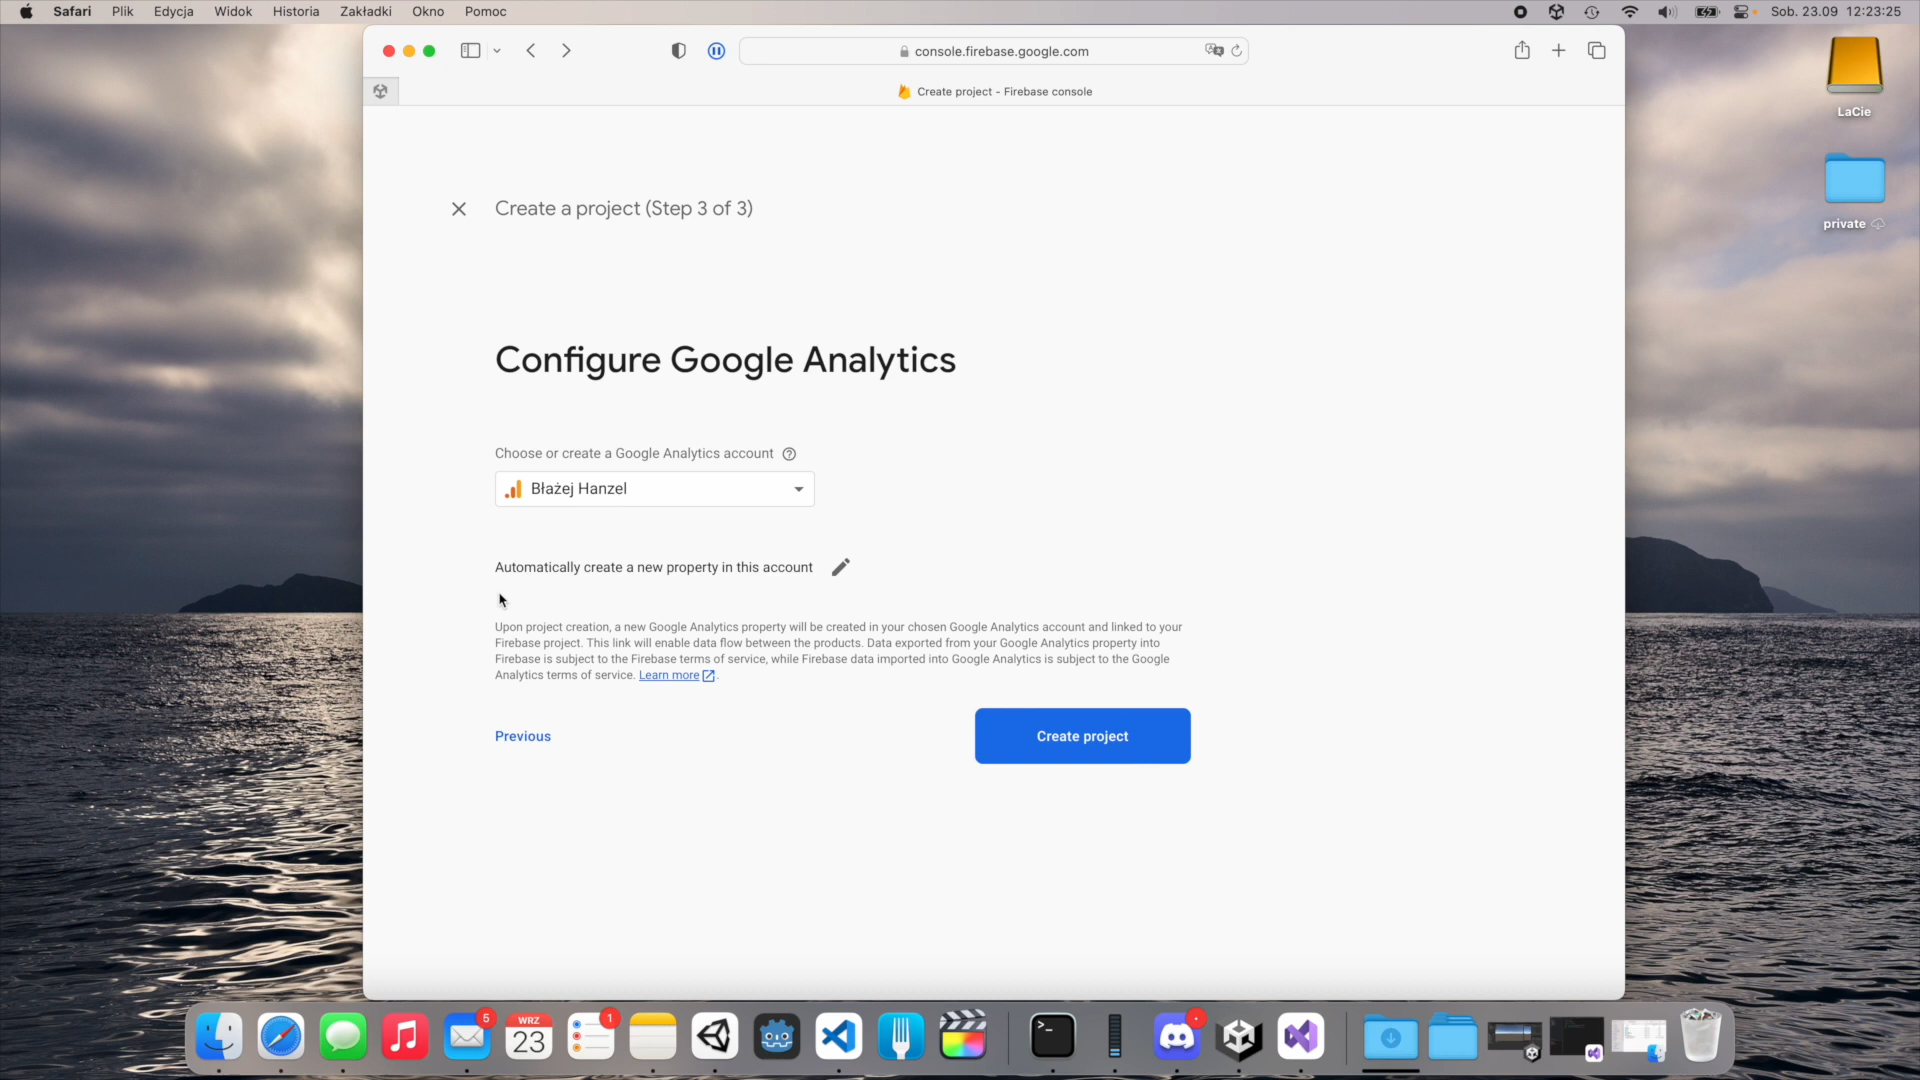 Safari Plik Edycja Widok Historia Zakładki Okno Pomoc
Sob. 23.09 12:23:25
console.firebase.google.com
Create project - Firebase console
LaCie
private
Create a project (Step 3 of 3)
Configure Google Analytics
Choose or create a Google Analytics account
Błażej Hanzel
Automatically create a new property in this account
Upon project creation, a new Google Analytics property will be created in your chosen Google Analytics account and linked to your
Firebase project. This link will enable data flow between the products. Data exported from your Google Analytics property into
Firebase is subject to the Firebase terms of service, while Firebase data imported into Google Analytics is subject to the Google
Analytics terms of service. Learn more.
Previous
Create project
5
WRZ
23
1